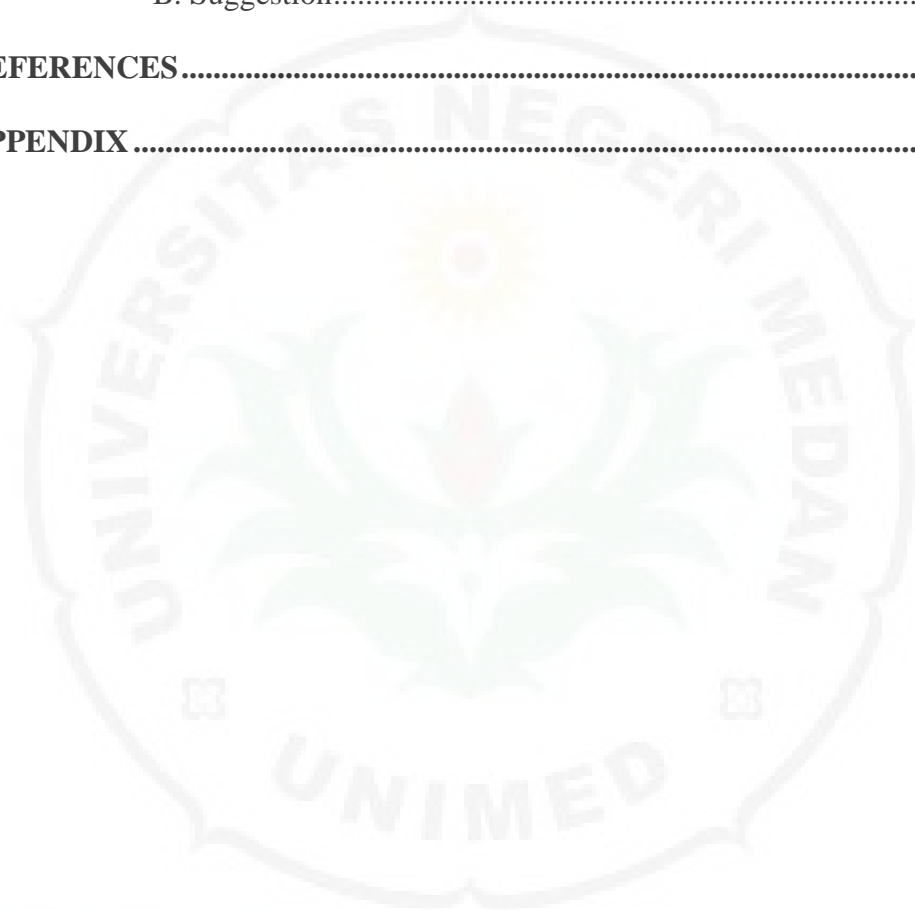 B. Suggestion........................................................................
EFERENCES........................................................................................
PPENDIX .............................................................................................
UNIVERSITAS NEGERI MEDAN
UNIMED